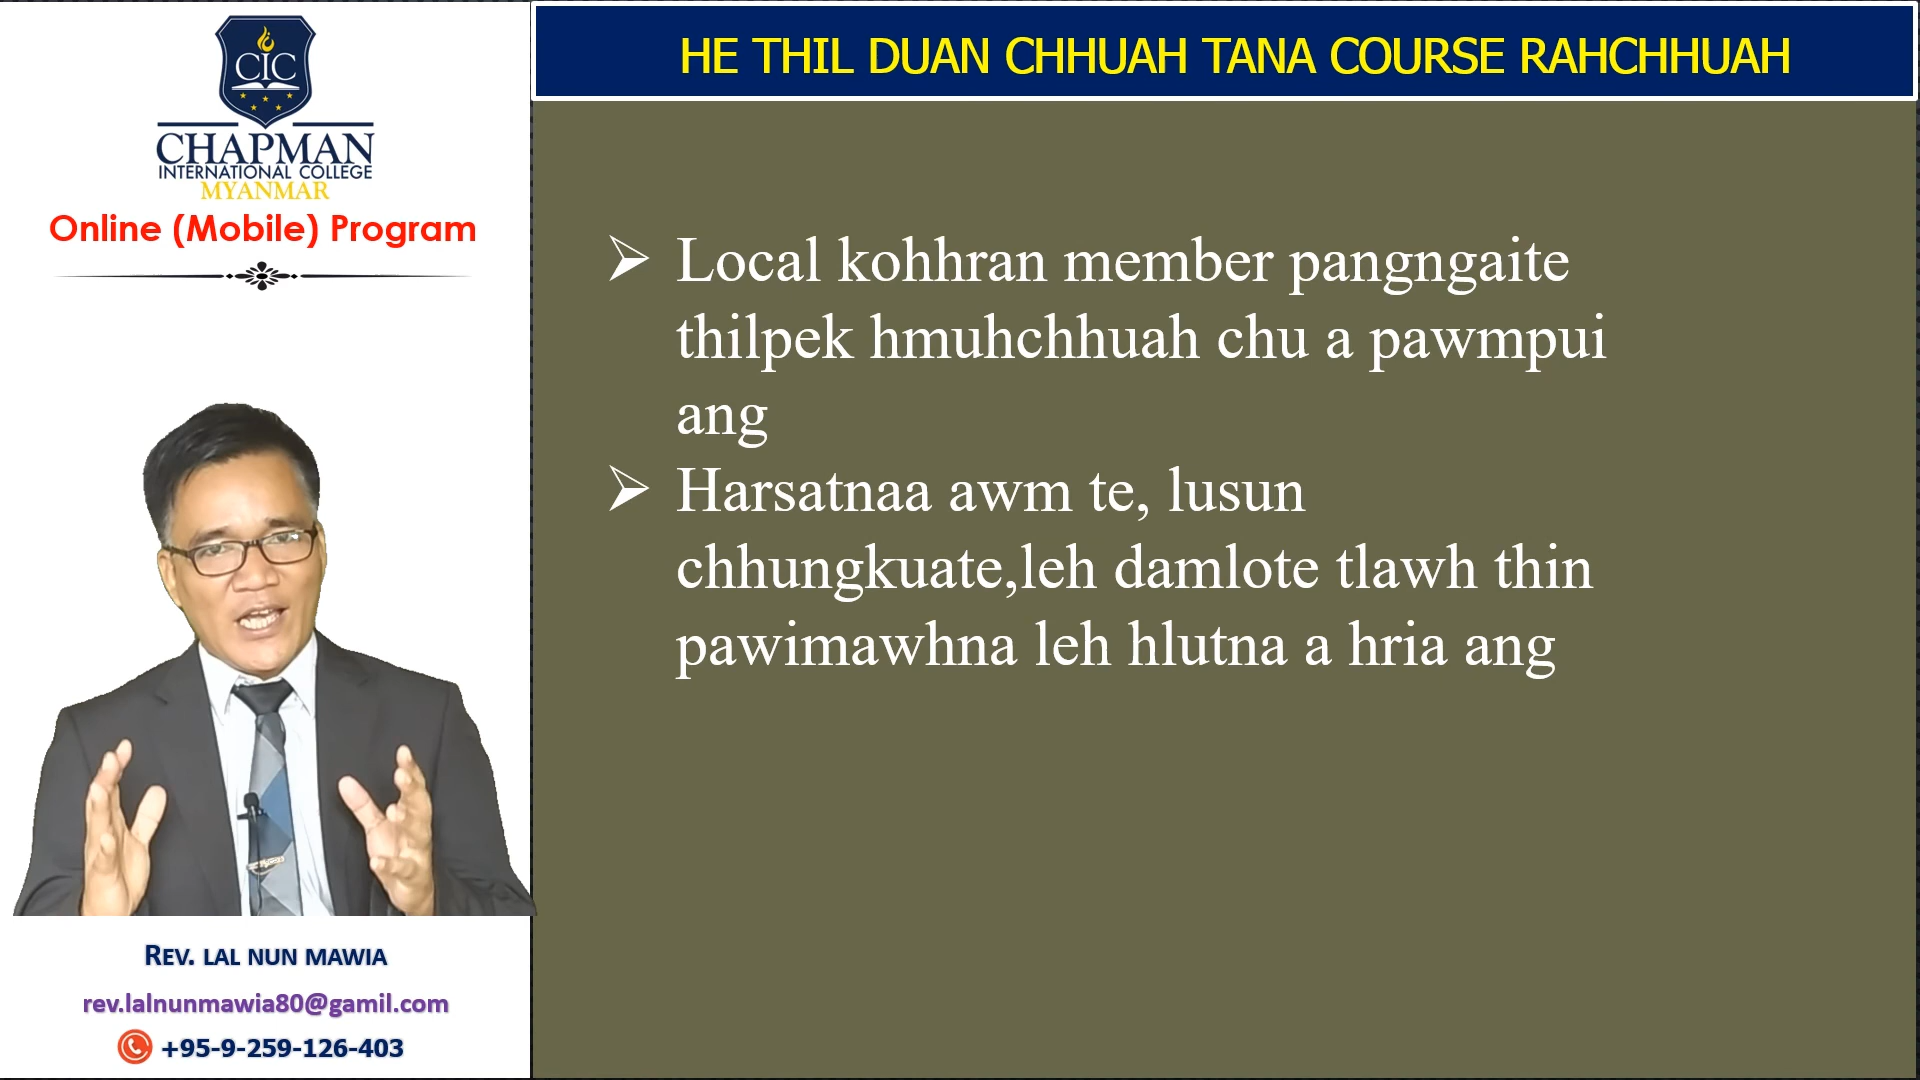 CIC
CHAPMAN
INTERNATIONAL COLLEGE
MYANMAR
Online (Mobile) Program
REV. LAL NUN MAWIA
rev.lalnunmawia80@gamil.com
+95-9-259-126-403
HE THIL DUAN CHHUAH TANA COURSE RAHCHHUAH
➢ Local kohhran member pangngaite
thilpek hmuhchhuah chu a pawmpui
ang
➢ Harsatnaa awm te, lusun
chhungkuate,leh damlote tlawh thin
pawimawhna leh hlutna a hria ang